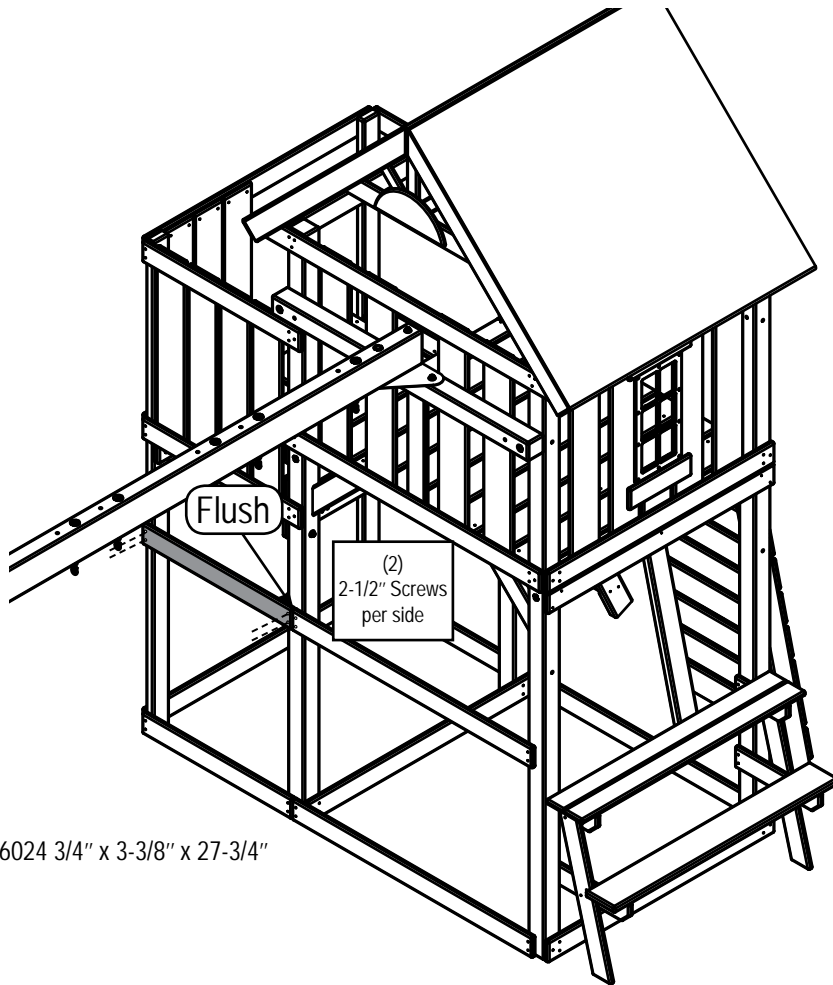 Flush
(2)
2-1/2" Screws
per side
6024 3/4" x 3-3/8" x 27-3/4"